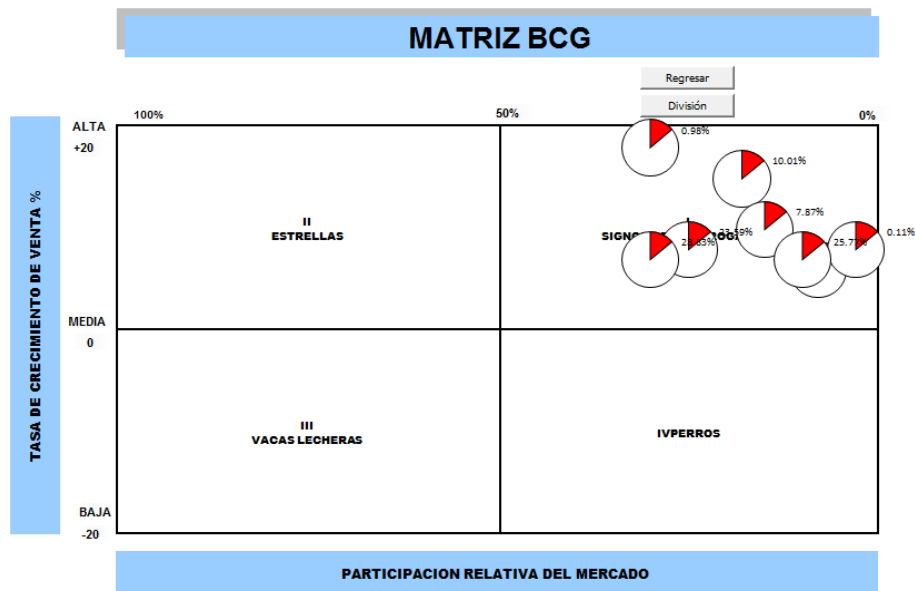 MATRIZ BCG
Regresar
División
100%
50%
0%
ALTA
+20
0.98%
10.01%
7.87%
0.11%
25.77%
II
ESTRELLAS
I
TASA DE CRECIMIENTO DE VENTA %
MEDIA
0
III
VACAS LECHERAS
IVPERROS
BAJA
-20
PARTICIPACION RELATIVA DEL MERCADO